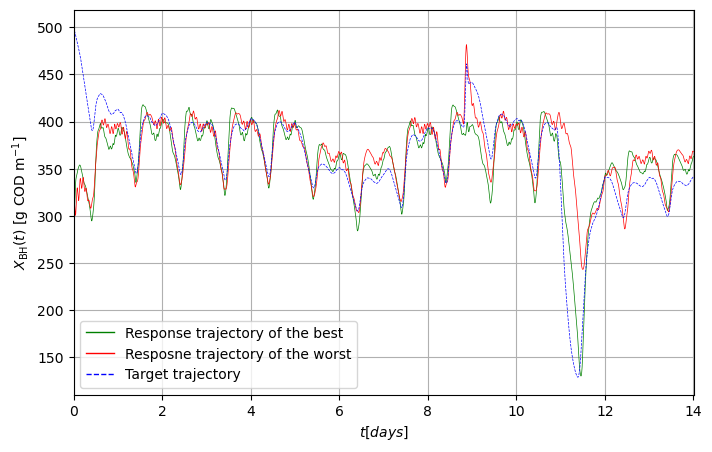 500
450
400
350
300
250
200
150
X_BH(t) [g COD m⁻¹]
Response trajectory of the best
Resposne trajectory of the worst
Target trajectory
0 2 4 6 8 10 12 14
t[days]